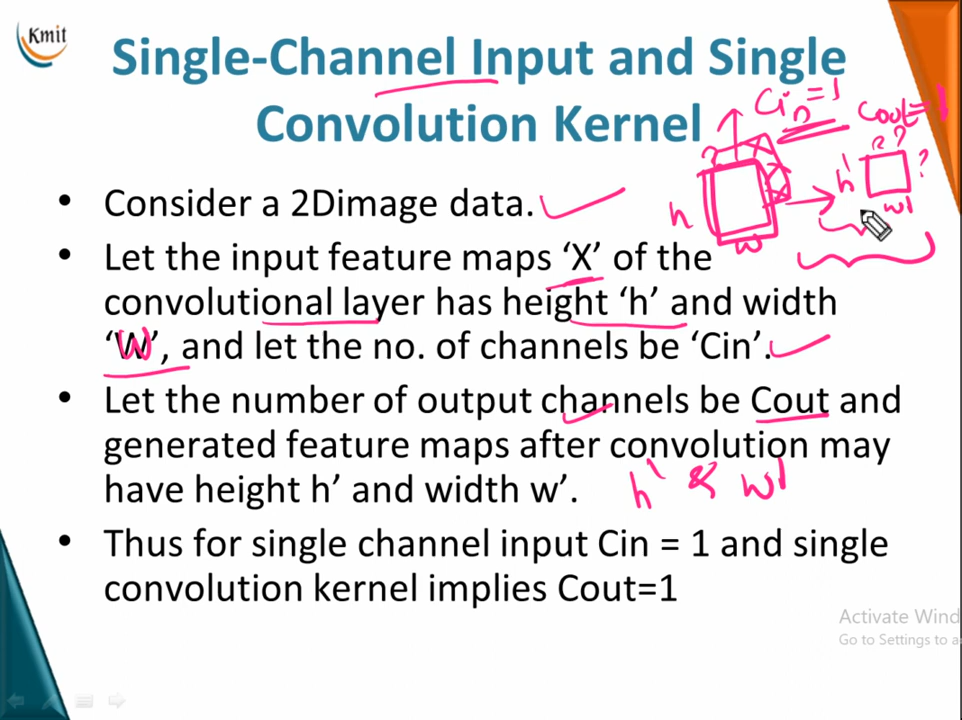 Kmit
Single-Channel Input and Single
Convolution Kernel
Cin=1
Cout=1
? ?
? h' ?
h w w1
• Consider a 2Dimage data.
• Let the input feature maps ‘X’ of the
convolutional layer has height ‘h’ and width
‘W’, and let the no. of channels be ‘Cin’.
• Let the number of output channels be Cout and
generated feature maps after convolution may
have height h’ and width w’.
h' & w1
• Thus for single channel input Cin = 1 and single
convolution kernel implies Cout=1
Activate Wind
Go to Settings to a